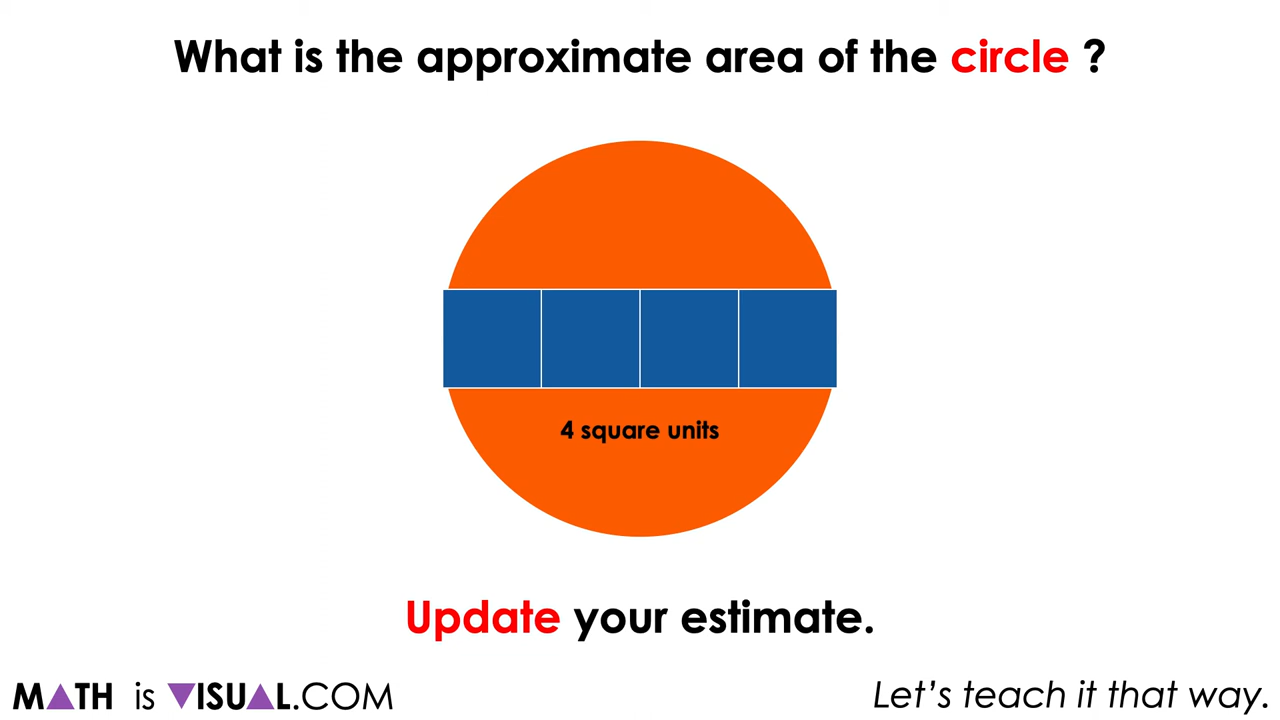 What is the approximate area of the circle ?
4 square units
Update your estimate.
MATH is VISUAL.COM
Let's teach it that way.